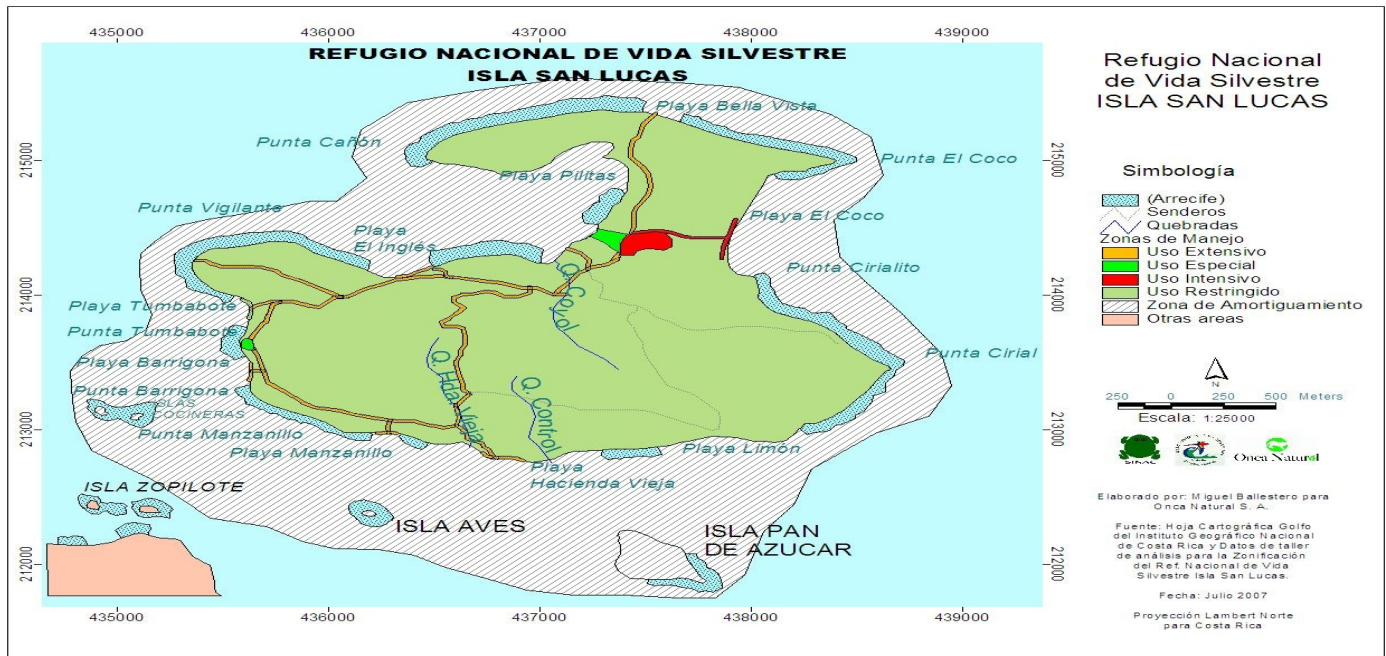 435000 436000 437000 438000 439000
REFUGIO NACIONAL DE VIDA SILVESTRE
ISLA SAN LUCAS
Playa Bella Vista
Punta Cañón
215000
215000
Punta El Coco
Playa Pilitas
Punta Vigilante
Playa El Coco
Playa
El Inglés
Punta Cirialito
Q. Coyol
214000
214000
Playa Tumbabote
Punta Tumbabote
Playa Barrigona
Punta Cirial
Punta Barrigona
ISLAS
COCINERAS
Q. Hda. Vieja
Q. Control
213000
213000
Punta Manzanillo
Playa Manzanillo
Playa Limón
Playa
Hacienda Vieja
ISLA ZOPILOTE
ISLA AVES
ISLA PAN
DE AZUCAR
212000
212000
435000 436000 437000 438000 439000
Refugio Nacional
de Vida Silvestre
ISLA SAN LUCAS
Simbología
(Arrecife)
Senderos
Quebradas
Zonas de Manejo
Uso Extensivo
Uso Especial
Uso Intensivo
Uso Restringido
Zona de Amortiguamiento
Otras areas
N
250 0 250 500 Meters
Escala: 1:25000
SINAC
Onca Natural
Elaborado por: Miguel Ballestero para
Onca Natural S. A.
Fuente: Hoja Cartográfica Golfo
del Instituto Geográfico Nacional
de Costa Rica y Datos de taller
de análisis para la Zonificación
del Ref. Nacional de Vida
Silvestre Isla San Lucas.
Fecha: Julio 2007
Proyección Lambert Norte
para Costa Rica